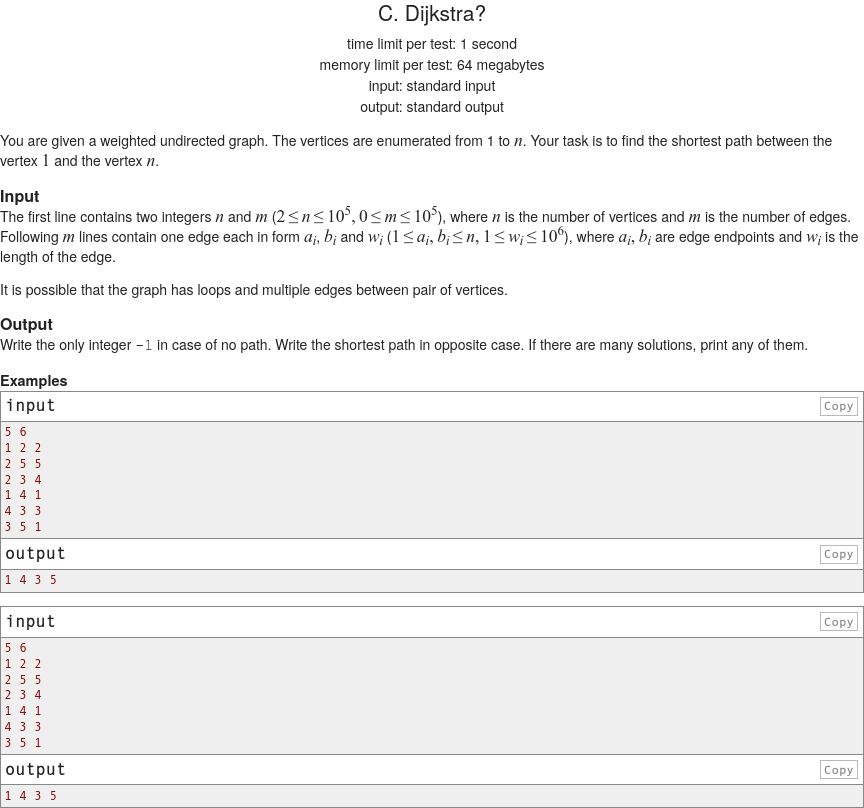 C. Dijkstra?
time limit per test: 1 second
memory limit per test: 64 megabytes
input: standard input
output: standard output
You are given a weighted undirected graph. The vertices are enumerated from 1 to n. Your task is to find the shortest path between the
vertex 1 and the vertex n.
Input
The first line contains two integers n and m (2 ≤ n ≤ 10^5, 0 ≤ m ≤ 10^5), where n is the number of vertices and m is the number of edges.
Following m lines contain one edge each in form a_i, b_i and w_i (1 ≤ a_i, b_i ≤ n, 1 ≤ w_i ≤ 10^6), where a_i, b_i are edge endpoints and w_i is the
length of the edge.
It is possible that the graph has loops and multiple edges between pair of vertices.
Output
Write the only integer -1 in case of no path. Write the shortest path in opposite case. If there are many solutions, print any of them.
Examples
input Copy
5 6
1 2 2
2 5 5
2 3 4
1 4 1
4 3 3
3 5 1
output Copy
1 4 3 5
input Copy
5 6
1 2 2
2 5 5
2 3 4
1 4 1
4 3 3
3 5 1
output Copy
1 4 3 5